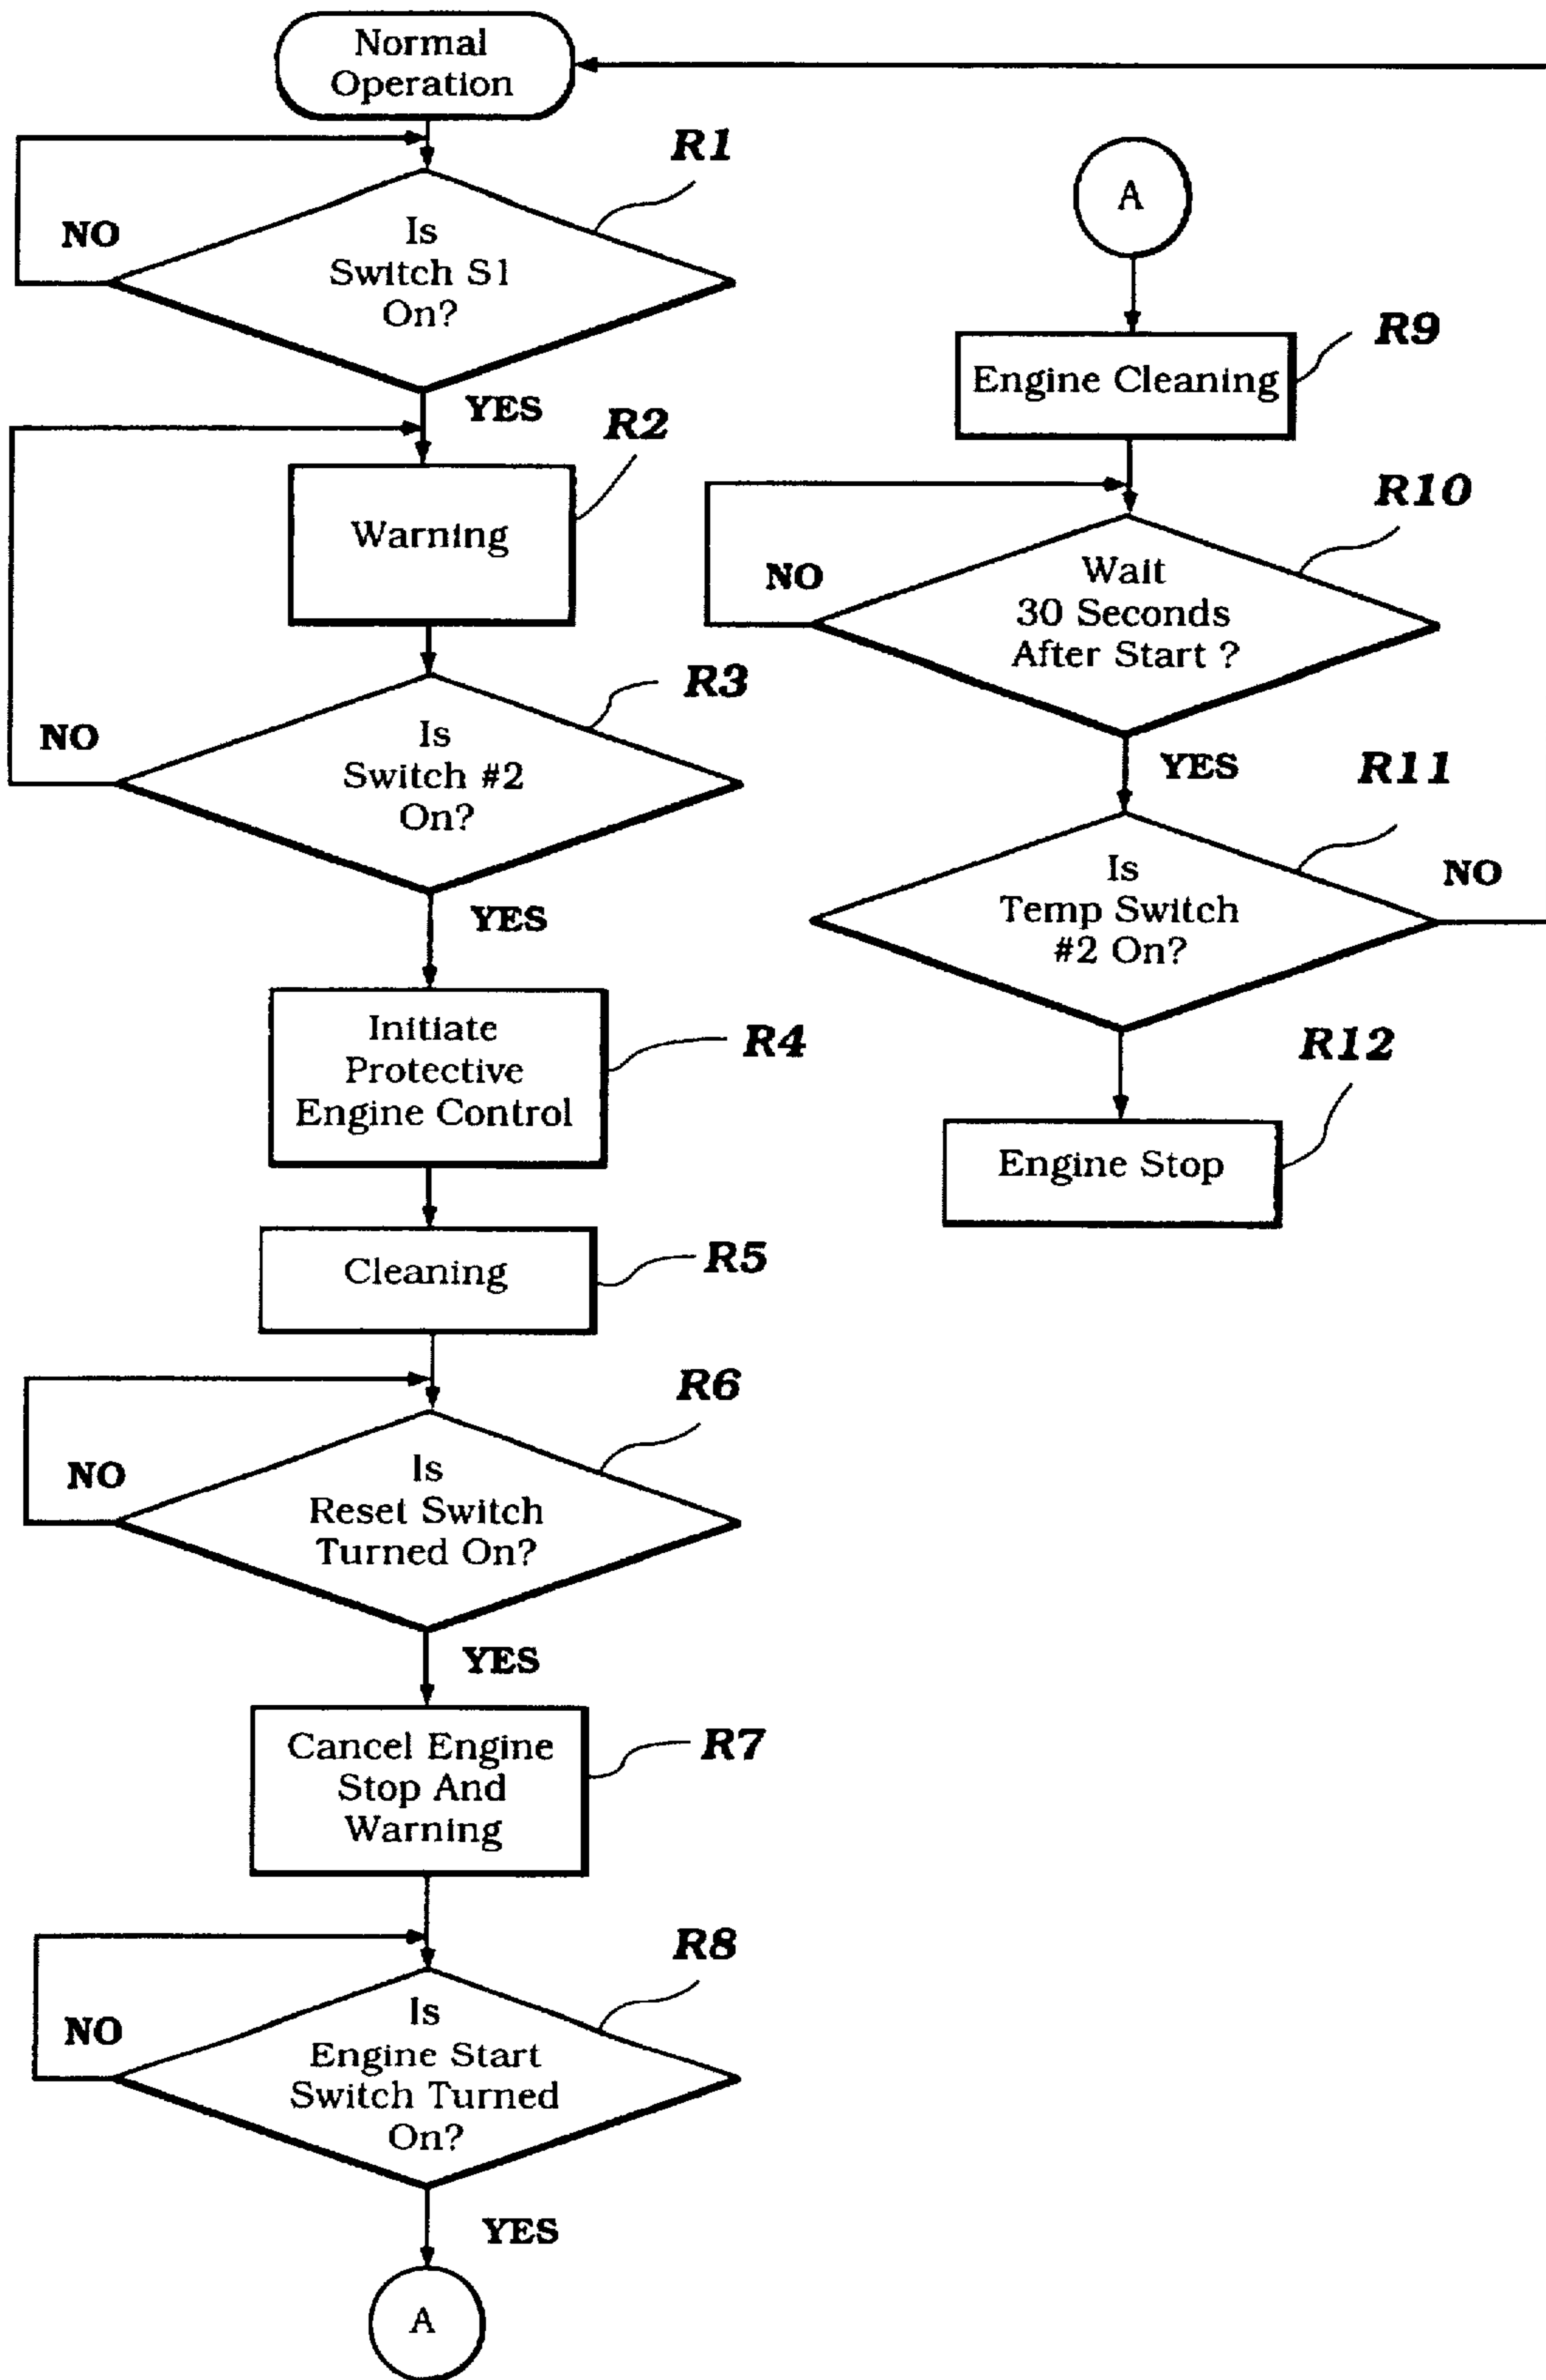 Normal
Operation
R1
Is
Switch S1
On?
NO
YES
R2
Warning
R3
Is
Switch #2
On?
NO
YES
Initiate
Protective
Engine Control
R4
Cleaning
R5
R6
Is
Reset Switch
Turned On?
NO
YES
Cancel Engine
Stop And
Warning
R7
R8
Is
Engine Start
Switch Turned
On?
NO
YES
A
A
R9
Engine Cleaning
R10
Wait
30 Seconds
After Start ?
NO
YES
R11
Is
Temp Switch
#2 On?
NO
R12
Engine Stop